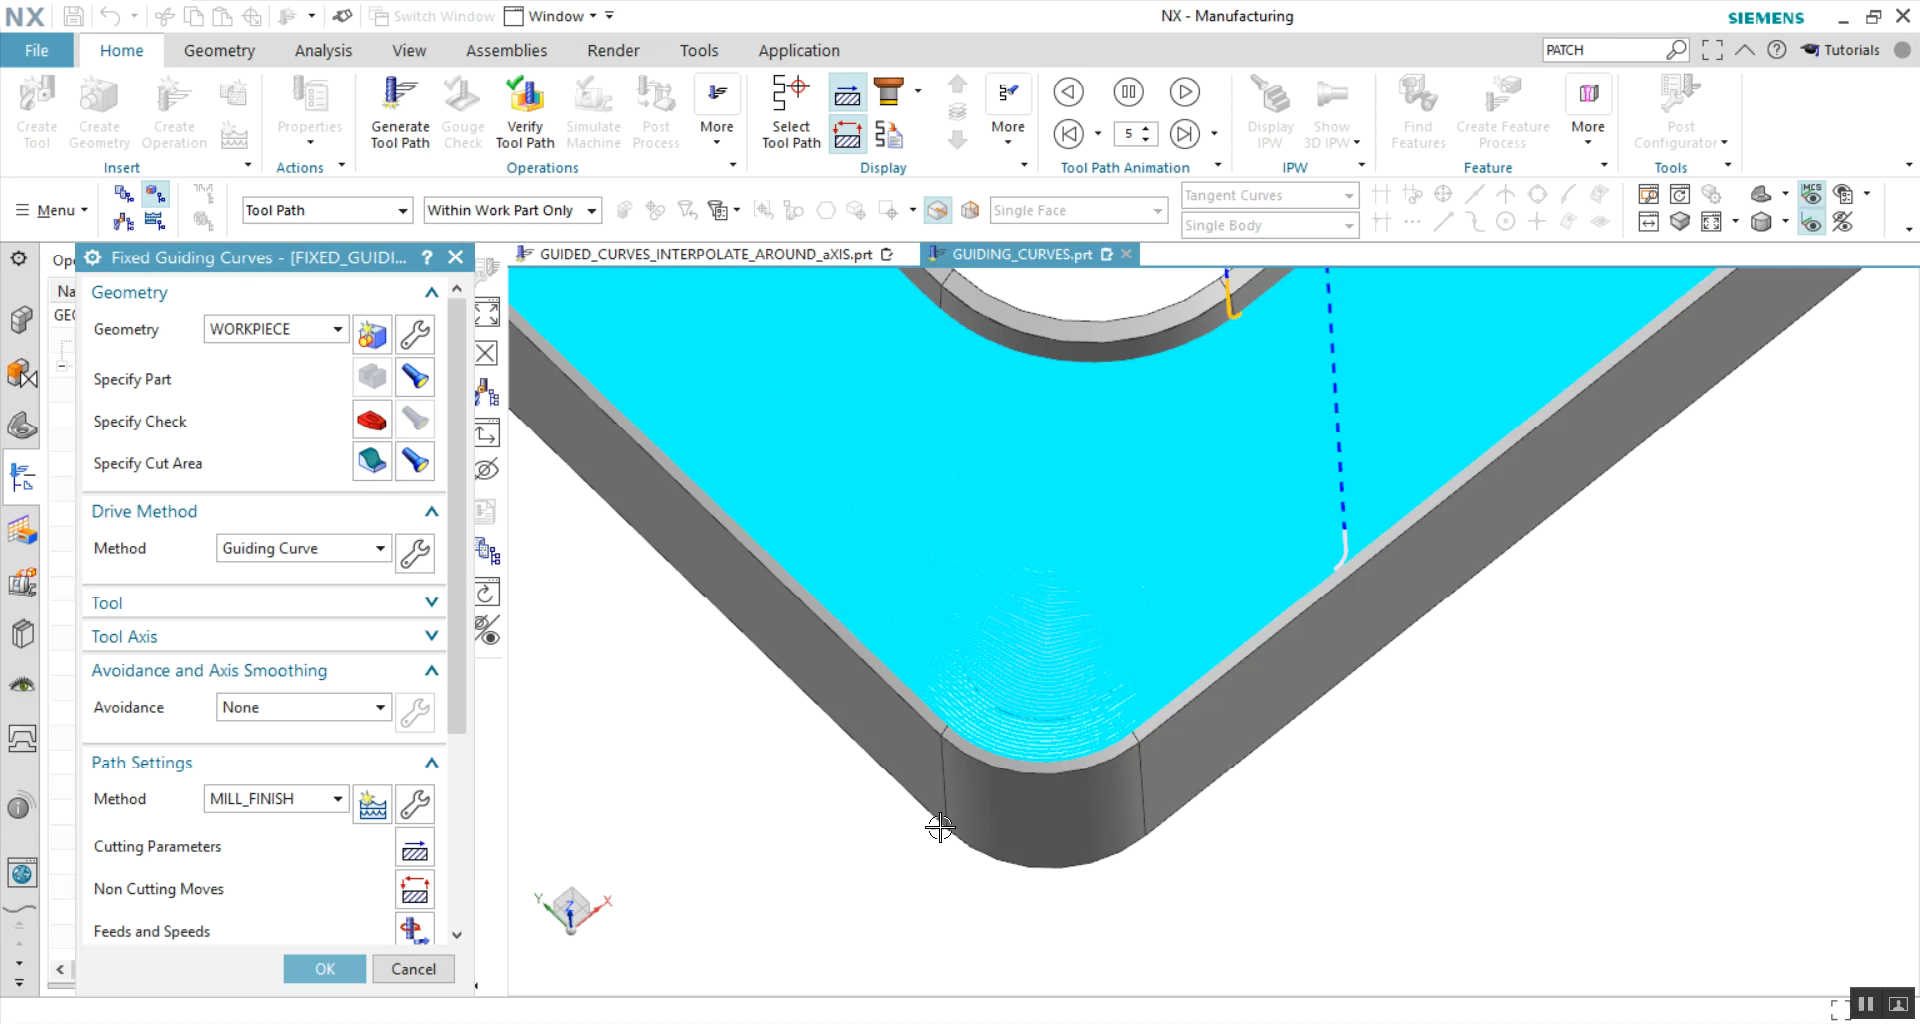 NX
Switch Window
Window
NX - Manufacturing
SIEMENS
File
Home
Geometry
Analysis
View
Assemblies
Render
Tools
Application
PATCH
Tutorials
Create Tool
Create Geometry
Create Operation
Insert
Properties
Actions
Generate Tool Path
Gouge Check
Verify Tool Path
Simulate Machine
Post Process
More
Operations
Select Tool Path
More
Display
5
Tool Path Animation
Display IPW
Show 3D IPW
IPW
Find Features
Create Feature Process
More
Feature
Post Configurator
Tools
Menu
Tool Path
Within Work Part Only
Single Face
Tangent Curves
Single Body
MCS
Ope
Na
GEO
Fixed Guiding Curves - [FIXED_GUIDI...
GUIDED_CURVES_INTERPOLATE_AROUND_aXIS.prt
GUIDING_CURVES.prt
Geometry
Geometry
WORKPIECE
Specify Part
Specify Check
Specify Cut Area
Drive Method
Method
Guiding Curve
Tool
Tool Axis
Avoidance and Axis Smoothing
Avoidance
None
Path Settings
Method
MILL_FINISH
Cutting Parameters
Non Cutting Moves
Feeds and Speeds
OK
Cancel
Y
Z
X